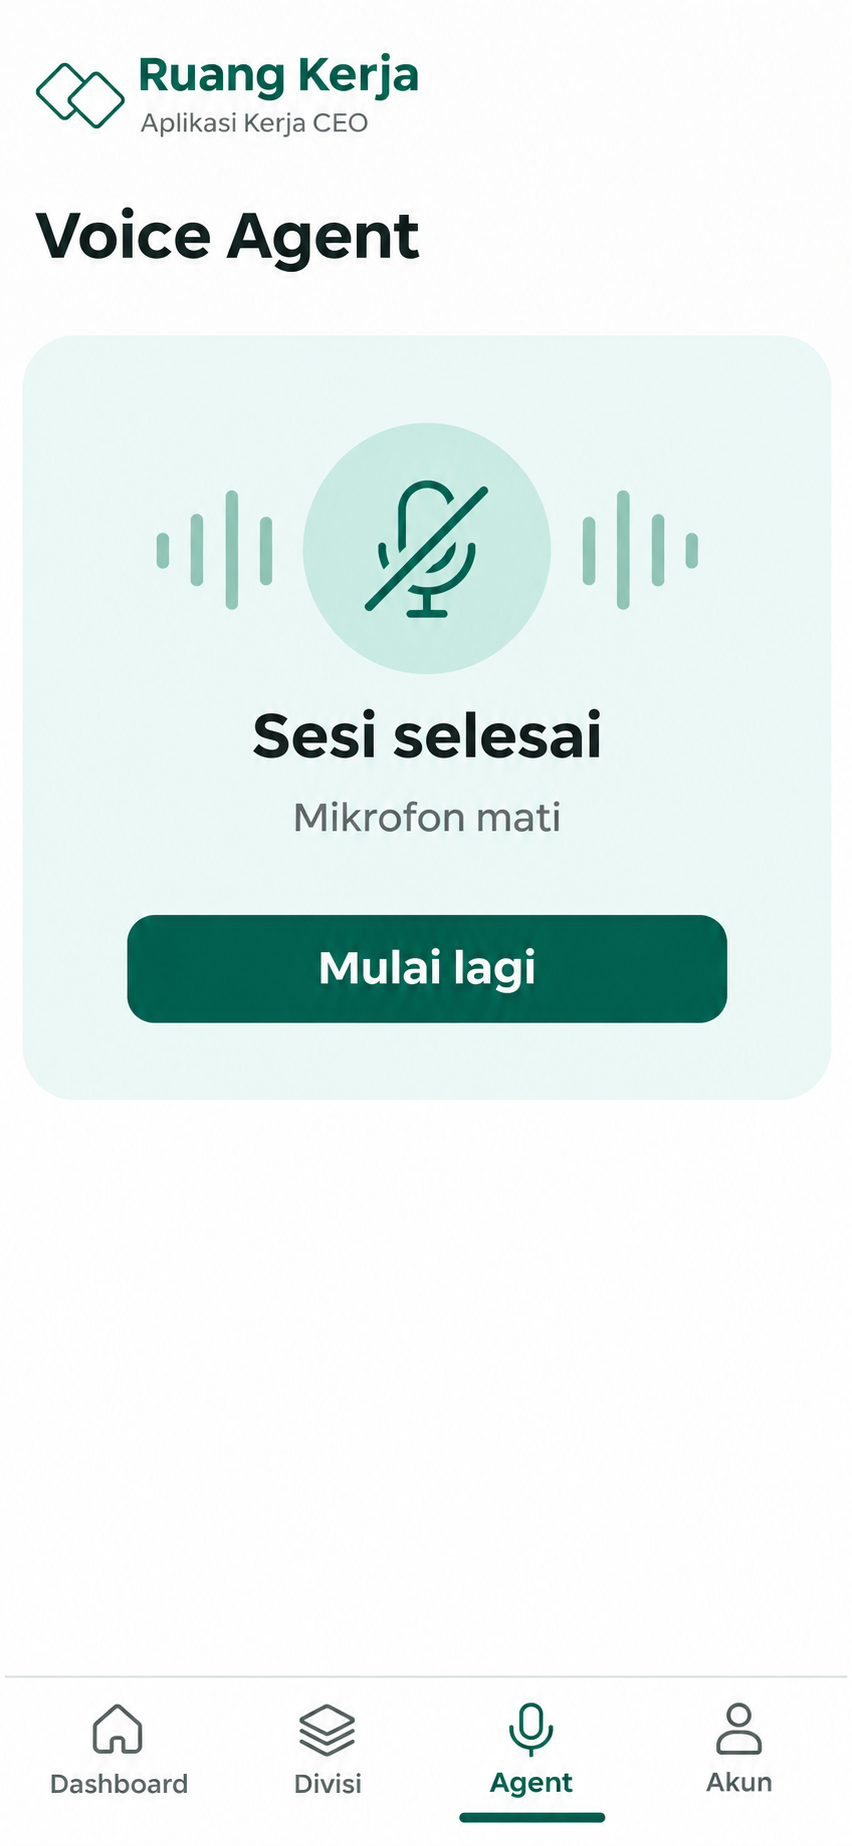 Ruang Kerja
Aplikasi Kerja CEO
Voice Agent
Sesi selesai
Mikrofon mati
Mulai lagi
Dashboard
Divisi
Agent
Akun